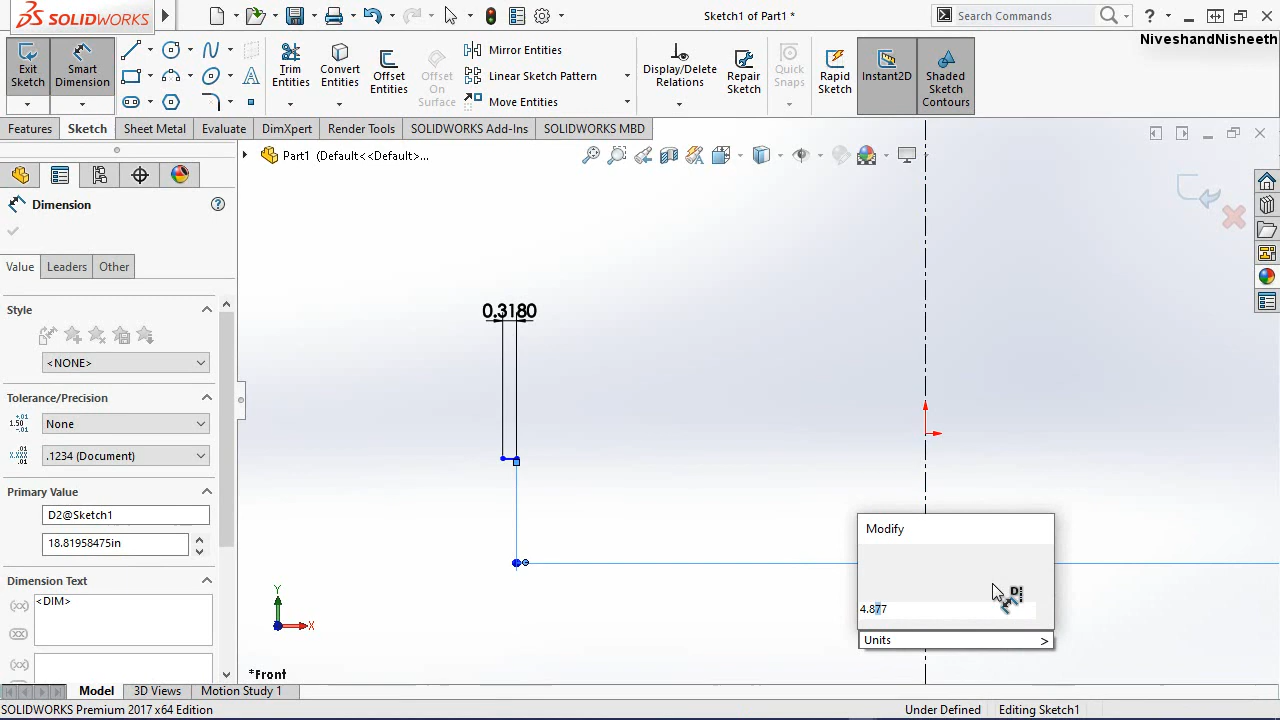 SOLIDWORKS
Sketch1 of Part1 *
Search Commands
NiveshandNisheeth
Exit Sketch
Smart Dimension
Trim Entities
Convert Entities
Offset Entities
Offset On Surface
Mirror Entities
Linear Sketch Pattern
Move Entities
Display/Delete Relations
Repair Sketch
Quick Snaps
Rapid Sketch
Instant2D
Shaded Sketch Contours
Features
Sketch
Sheet Metal
Evaluate
DimXpert
Render Tools
SOLIDWORKS Add-Ins
SOLIDWORKS MBD
Part1 (Default<<Default>...
Dimension
Value
Leaders
Other
Style
<NONE>
Tolerance/Precision
None
.1234 (Document)
Primary Value
D2@Sketch1
18.81958475in
Dimension Text
<DIM>
0.3180
Modify
4.877
Units >
Y
X
*Front
Model
3D Views
Motion Study 1
SOLIDWORKS Premium 2017 x64 Edition
Under Defined
Editing Sketch1